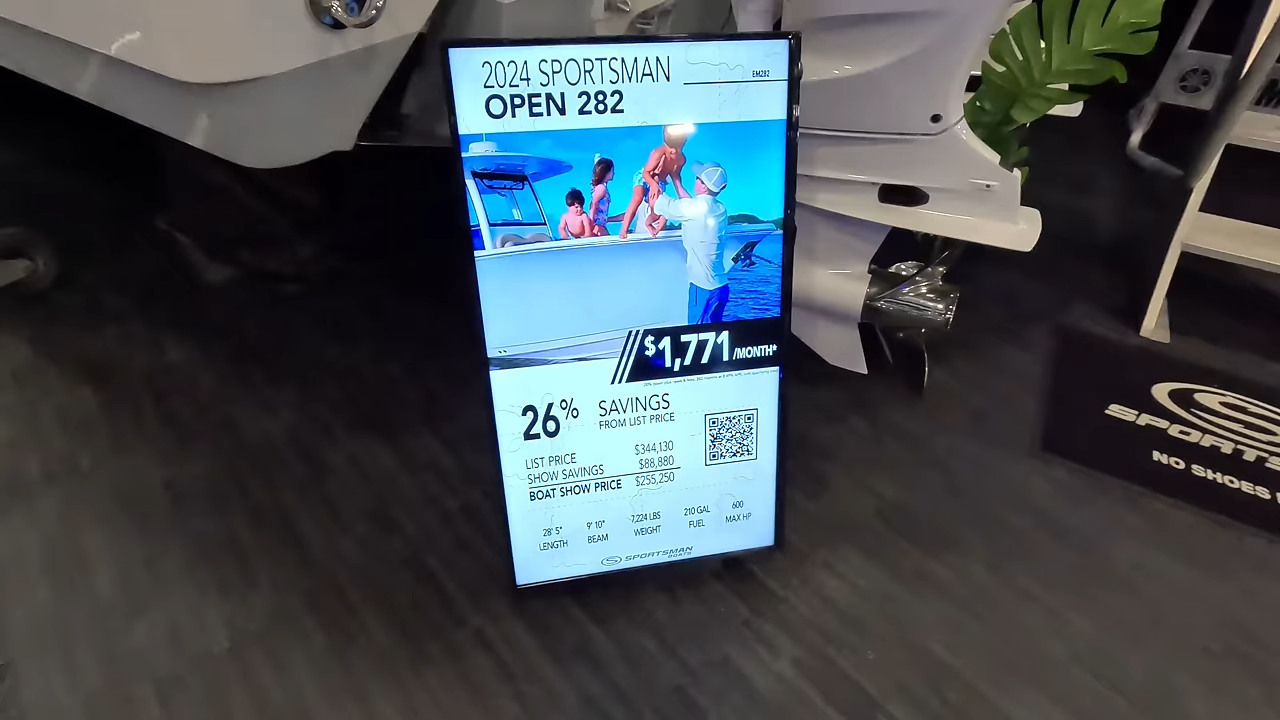 2024 SPORTSMAN
EM282
OPEN 282
$1,771 /MONTH*
26% SAVINGS
FROM LIST PRICE
LIST PRICE $344,130
SHOW SAVINGS $88,880
BOAT SHOW PRICE $255,250
28' 5" 9' 10" 7,224 LBS 210 GAL 600
LENGTH BEAM WEIGHT FUEL MAX HP
SPORTSMAN
BOATS
NO SHOES